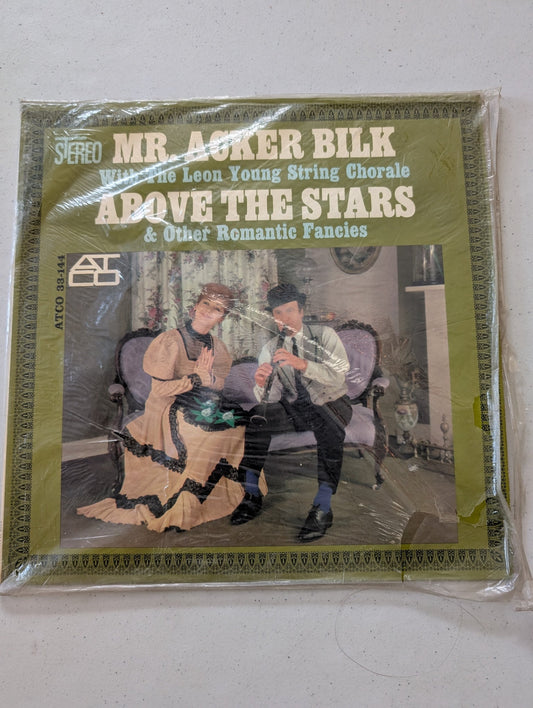 STEREO
MR. ACKER BILK
With The Leon Young String Chorale
ABOVE THE STARS
& Other Romantic Fancies
ATCO
ATCO 33-144